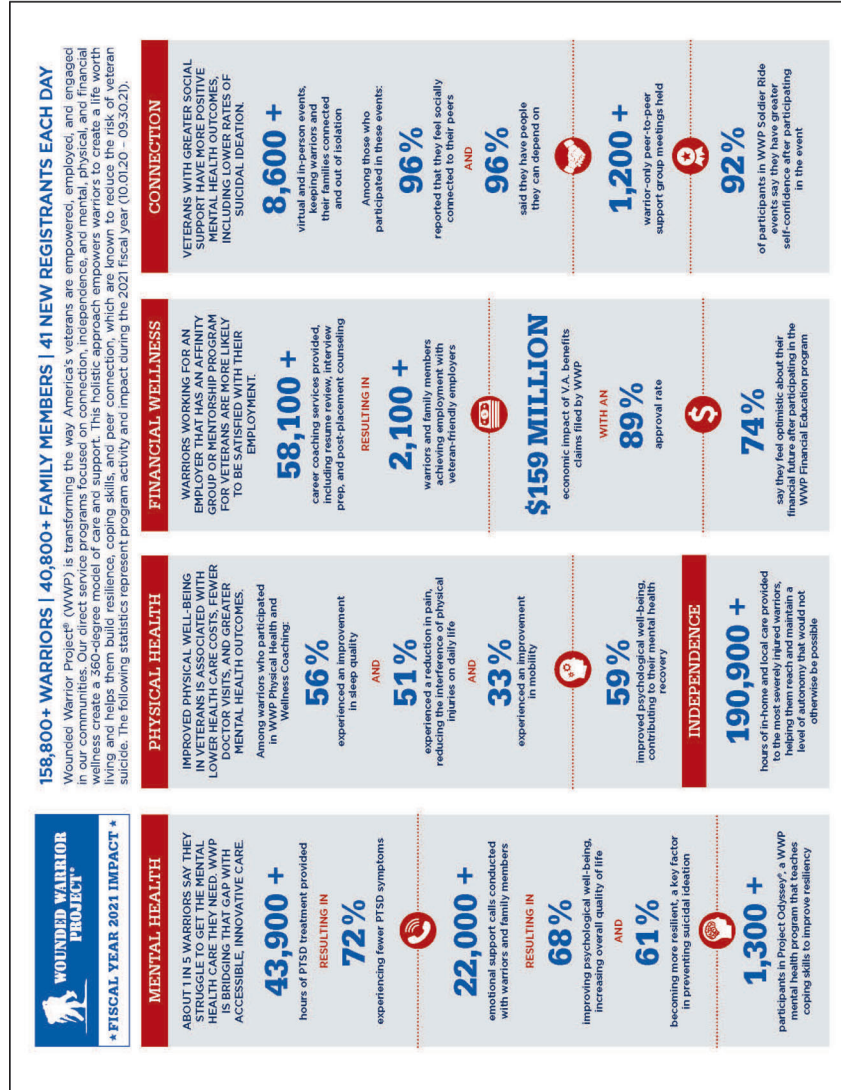 WOUNDED WARRIOR
PROJECT®
★ FISCAL YEAR 2021 IMPACT ★
158,800+ WARRIORS | 40,800+ FAMILY MEMBERS | 41 NEW REGISTRANTS EACH DAY
Wounded Warrior Project® (WWP) is transforming the way America's veterans are empowered, employed, and engaged
in our communities. Our direct service programs focused on connection, independence, and mental, physical, and financial
wellness create a 360-degree model of care and support. This holistic approach empowers warriors to create a life worth
living and helps them build resilience, coping skills, and peer connection, which are known to reduce the risk of veteran
suicide. The following statistics represent program activity and impact during the 2021 fiscal year (10.01.20 - 09.30.21).
MENTAL HEALTH
ABOUT 1 IN 5 WARRIORS SAY THEY
STRUGGLE TO GET THE MENTAL
HEALTH CARE THEY NEED. WWP
IS BRIDGING THAT GAP WITH
ACCESSIBLE, INNOVATIVE CARE.
43,900 +
hours of PTSD treatment provided
RESULTING IN
72%
experiencing fewer PTSD symptoms
22,000 +
emotional support calls conducted
with warriors and family members
RESULTING IN
68%
improving psychological well-being,
increasing overall quality of life
AND
61%
becoming more resilient, a key factor
in preventing suicidal ideation
1,300 +
participants in Project Odyssey®, a WWP
mental health program that teaches
coping skills to improve resiliency
PHYSICAL HEALTH
IMPROVED PHYSICAL WELL-BEING
IN VETERANS IS ASSOCIATED WITH
LOWER HEALTH CARE COSTS, FEWER
DOCTOR VISITS, AND GREATER
MENTAL HEALTH OUTCOMES.
Among warriors who participated
in WWP Physical Health and
Wellness Coaching:
56%
experienced an improvement
in sleep quality
AND
51%
experienced a reduction in pain,
reducing the interference of physical
injuries on daily life
AND
33%
experienced an improvement
in mobility
59%
improved psychological well-being,
contributing to their mental health
recovery
INDEPENDENCE
190,900 +
hours of in-home and local care provided
to the most severely injured warriors,
helping them reach and maintain a
level of autonomy that would not
otherwise be possible
FINANCIAL WELLNESS
WARRIORS WORKING FOR AN
EMPLOYER THAT HAS AN AFFINITY
GROUP OR MENTORSHIP PROGRAM
FOR VETERANS ARE MORE LIKELY
TO BE SATISFIED WITH THEIR
EMPLOYMENT.
58,100 +
career coaching services provided,
including resume review, interview
prep, and post-placement counseling
RESULTING IN
2,100 +
warriors and family members
achieving employment with
veteran-friendly employers
$159 MILLION
economic impact of V.A. benefits
claims filed by WWP
WITH AN
89%
approval rate
$
74%
say they feel optimistic about their
financial future after participating in the
WWP Financial Education program
CONNECTION
VETERANS WITH GREATER SOCIAL
SUPPORT HAVE MORE POSITIVE
MENTAL HEALTH OUTCOMES,
INCLUDING LOWER RATES OF
SUICIDAL IDEATION.
8,600 +
virtual and in-person events,
keeping warriors and
their families connected
and out of isolation
Among those who
participated in these events:
96%
reported that they feel socially
connected to their peers
AND
96%
said they have people
they can depend on
1,200 +
warrior-only peer-to-peer
support group meetings held
92%
of participants in WWP Soldier Ride
events say they have greater
self-confidence after participating
in the event